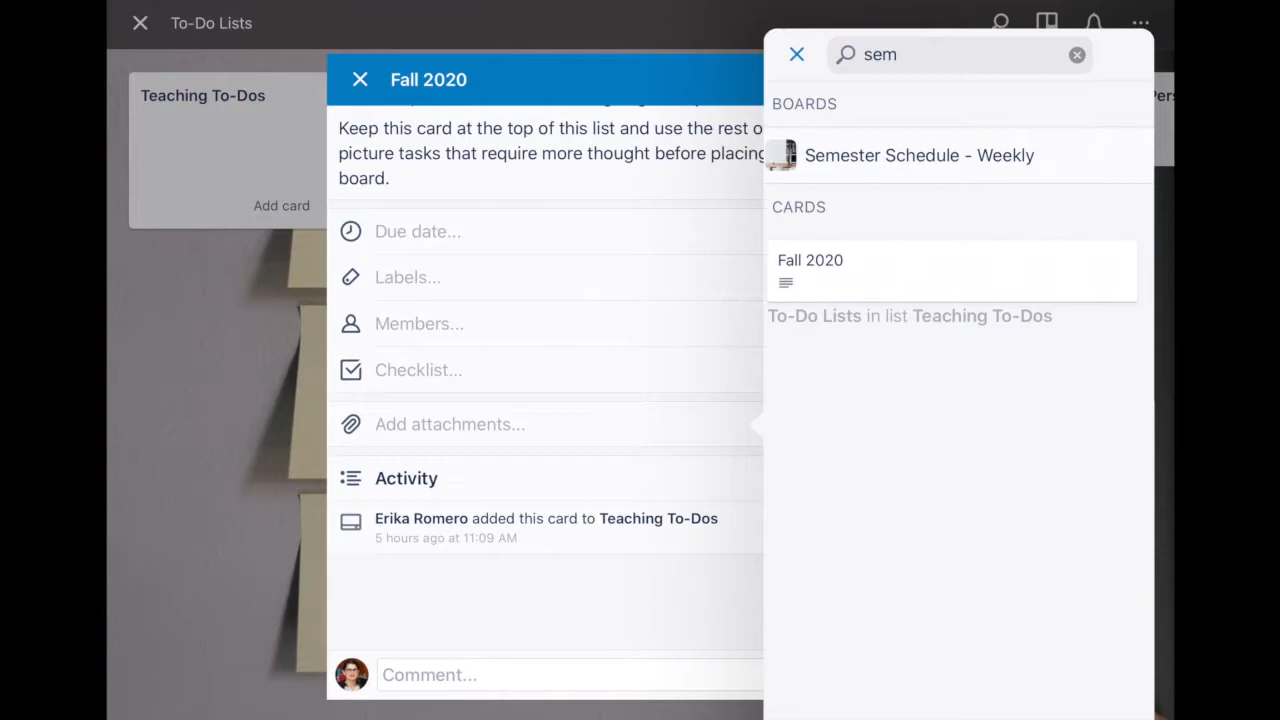 To-Do Lists
Teaching To-Dos
Add card
Fall 2020
Keep this card at the top of this list and use the rest o
picture tasks that require more thought before placing
board.
Due date...
Labels...
Members...
Checklist...
Add attachments...
Activity
Erika Romero added this card to Teaching To-Dos
5 hours ago at 11:09 AM
Comment...
sem
BOARDS
Semester Schedule - Weekly
CARDS
Fall 2020
To-Do Lists in list Teaching To-Dos
Pers